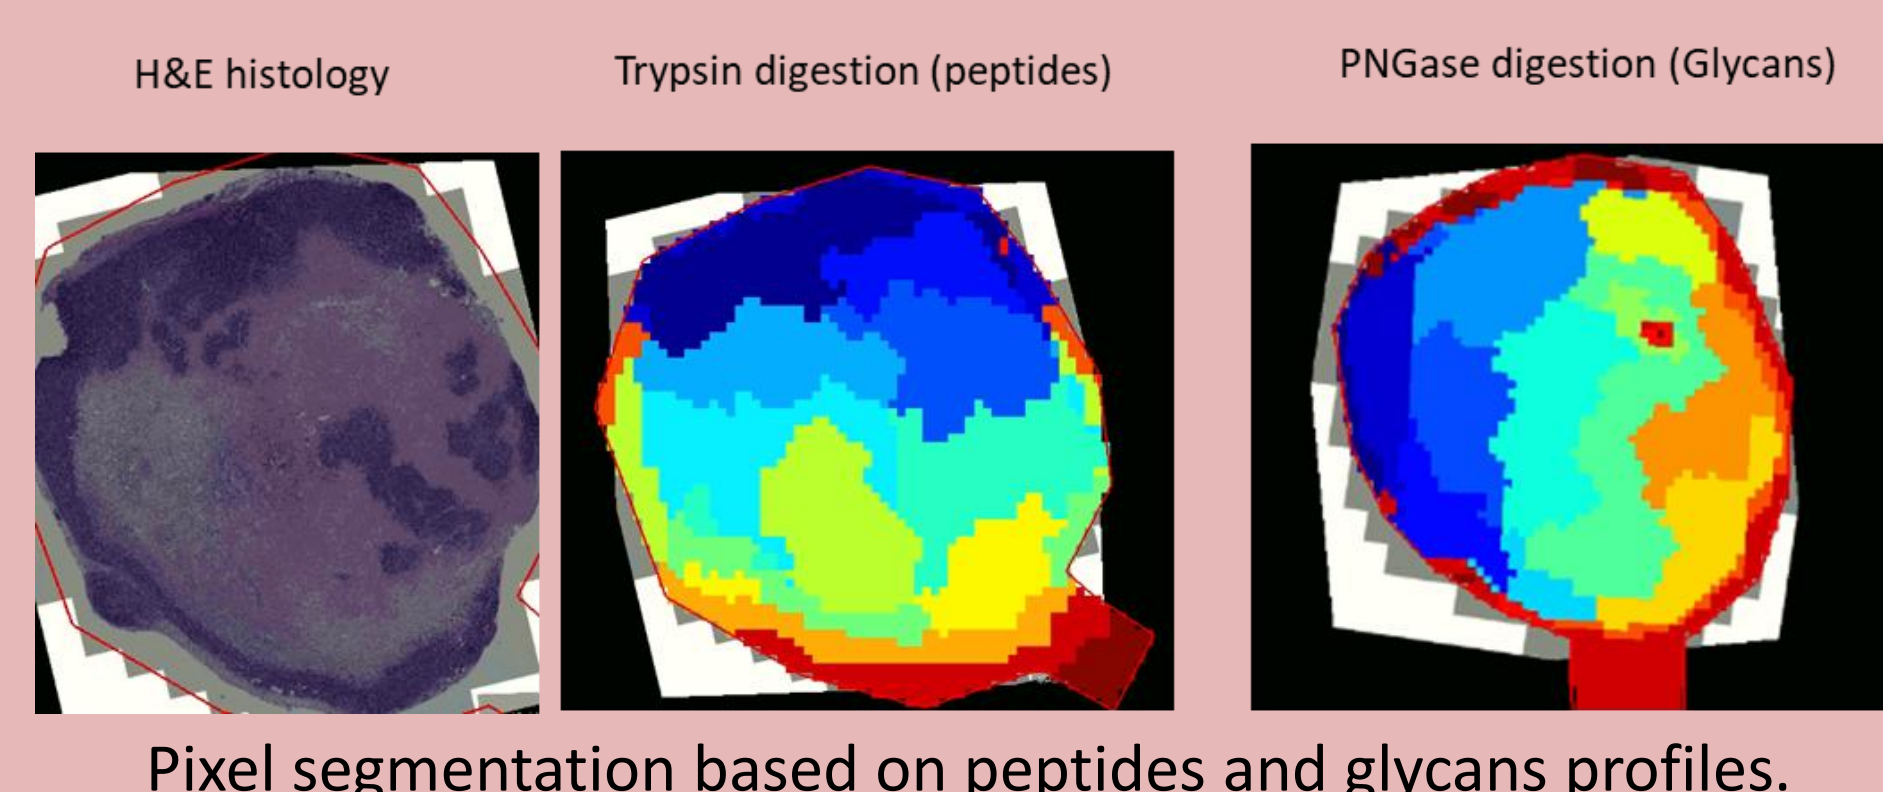 H&E histology
Trypsin digestion (peptides)
PNGase digestion (Glycans)
Pixel segmentation based on peptides and glycans profiles.